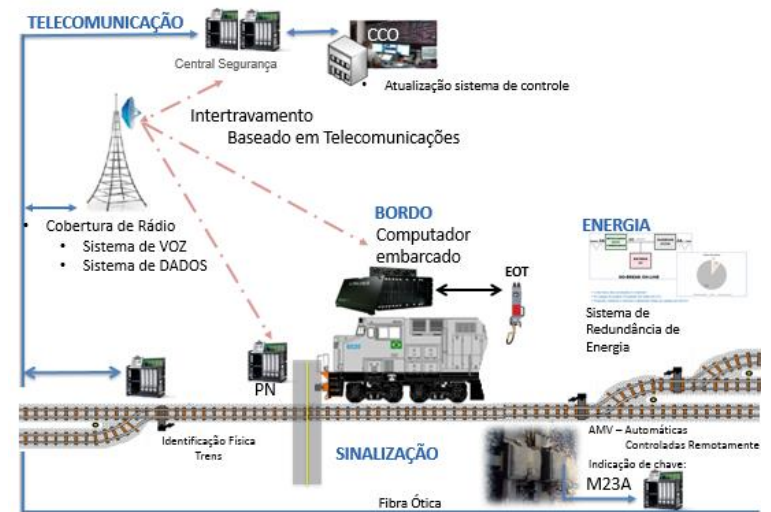 TELECOMUNICAÇÃO
CCO
Central Segurança
• Atualização sistema de controle
Intertravamento
Baseado em Telecomunicações
BORDO
Computador
embarcado
ENERGIA
EOT
• Cobertura de Rádio
• Sistema de VOZ
• Sistema de DADOS
Sistema de
Redundância de
Energia
PN
Identificação Física
Trens
SINALIZAÇÃO
AMV – Automáticas
Controladas Remotamente
Indicação de chave:
M23A
Fibra Ótica